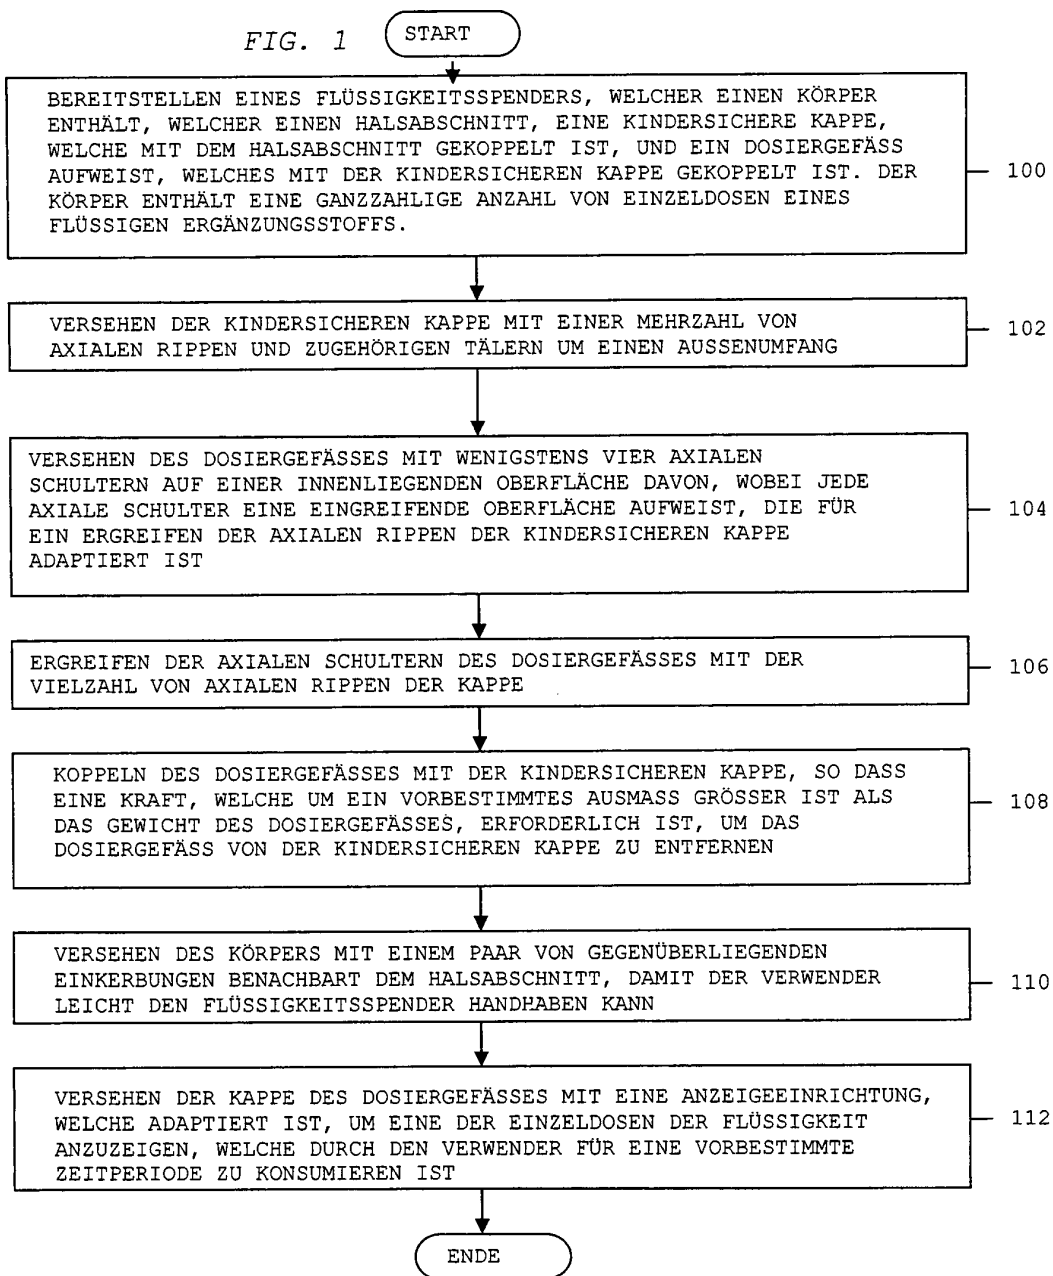 FIG. 1
START
BEREITSTELLEN EINES FLÜSSIGKEITSSPENDERS, WELCHER EINEN KÖRPER
ENTHÄLT, WELCHER EINEN HALSABSCHNITT, EINE KINDERSICHERE KAPPE,
WELCHE MIT DEM HALSABSCHNITT GEKOPPELT IST, UND EIN DOSIERGEFÄSS
AUFWEIST, WELCHES MIT DER KINDERSICHEREN KAPPE GEKOPPELT IST. DER
KÖRPER ENTHÄLT EINE GANZZAHLIGE ANZAHL VON EINZELDOSEN EINES
FLÜSSIGEN ERGÄNZUNGSSTOFFS.
100
VERSEHEN DER KINDERSICHEREN KAPPE MIT EINER MEHRZAHL VON
AXIALEN RIPPEN UND ZUGEHÖRIGEN TÄLERN UM EINEN AUSSENUMFANG
102
VERSEHEN DES DOSIERGEFÄSSES MIT WENIGSTENS VIER AXIALEN
SCHULTERN AUF EINER INNENLIEGENDEN OBERFLÄCHE DAVON, WOBEI JEDE
AXIALE SCHULTER EINE EINGREIFENDE OBERFLÄCHE AUFWEIST, DIE FÜR
EIN ERGREIFEN DER AXIALEN RIPPEN DER KINDERSICHEREN KAPPE
ADAPTIERT IST
104
ERGREIFEN DER AXIALEN SCHULTERN DES DOSIERGEFÄSSES MIT DER
VIELZAHL VON AXIALEN RIPPEN DER KAPPE
106
KOPPELN DES DOSIERGEFÄSSES MIT DER KINDERSICHEREN KAPPE, SO DASS
EINE KRAFT, WELCHE UM EIN VORBESTIMMTES AUSMASS GRÖSSER IST ALS
DAS GEWICHT DES DOSIERGEFÄSSES, ERFORDERLICH IST, UM DAS
DOSIERGEFÄSS VON DER KINDERSICHEREN KAPPE ZU ENTFERNEN
108
VERSEHEN DES KÖRPERS MIT EINEM PAAR VON GEGENÜBERLIEGENDEN
EINKERBUNGEN BENACHBART DEM HALSABSCHNITT, DAMIT DER VERWENDER
LEICHT DEN FLÜSSIGKEITSSPENDER HANDHABEN KANN
110
VERSEHEN DER KAPPE DES DOSIERGEFÄSSES MIT EINE ANZEIGEEINRICHTUNG,
WELCHE ADAPTIERT IST, UM EINE DER EINZELDOSEN DER FLÜSSIGKEIT
ANZUZEIGEN, WELCHE DURCH DEN VERWENDER FÜR EINE VORBESTIMMTE
ZEITPERIODE ZU KONSUMIEREN IST
112
ENDE